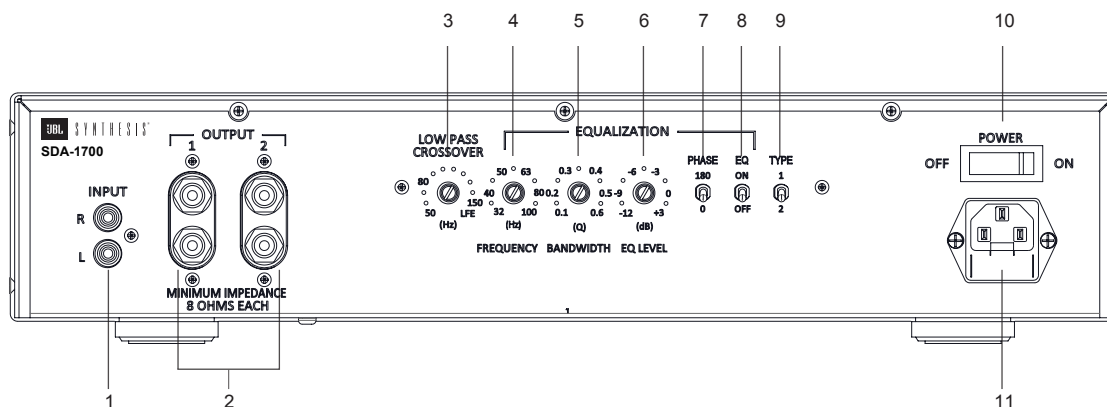 3 4 5 6 7 8 9 10
JBL SYNTHESIS®
SDA-1700
OUTPUT
1 2
INPUT
R
L
MINIMUM IMPEDANCE
8 OHMS EACH
LOW PASS
CROSSOVER
80
150
50 LFE
(Hz)
EQUALIZATION
50 63
40 80
32 100
(Hz)
FREQUENCY
0.3 0.4
0.2 0.5
0.1 0.6
(Q)
BANDWIDTH
-6 -3
-9 0
-12 +3
(dB)
EQ LEVEL
PHASE
180
0
EQ
ON
OFF
TYPE
1
2
POWER
OFF ON
1 2 11